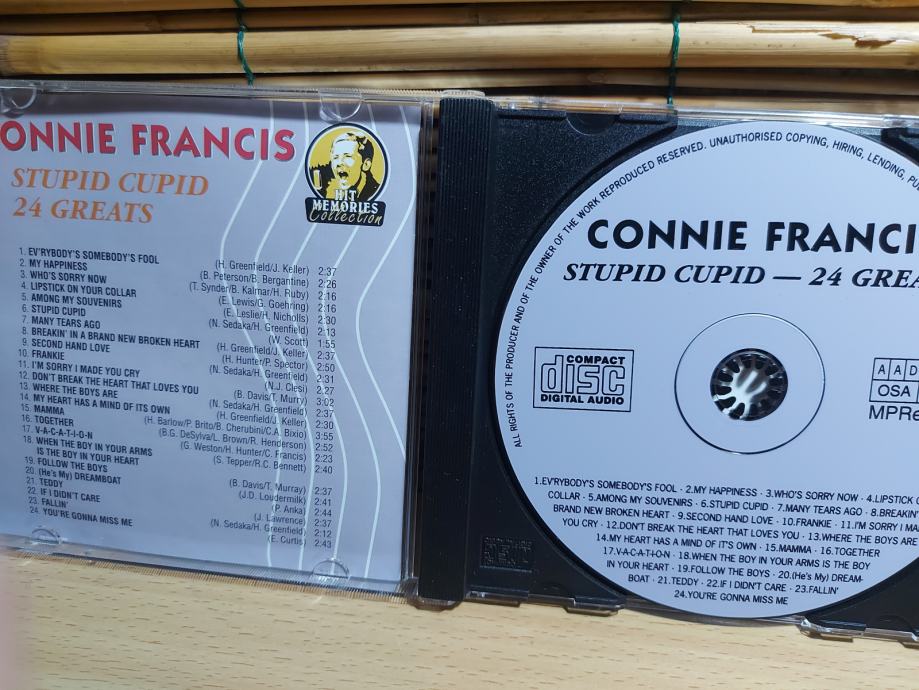 ONNIE FRANCIS
STUPID CUPID
24 GREATS
HIT
MEMORIES
Collection
1. EV'RYBODY'S SOMEBODY'S FOOL (H. Greenfield/J. Keller) 2:37
2. MY HAPPINESS (B. Peterson/B. Bergantine) 2:26
3. WHO'S SORRY NOW (T. Synder/B. Kalmar/H. Ruby) 2:16
4. LIPSTICK ON YOUR COLLAR (E. Lewis/G. Goehring) 2:16
5. AMONG MY SOUVENIRS (E. Leslie/H. Nicholls) 2:30
6. STUPID CUPID (N. Sedaka/H. Greenfield) 2:13
7. MANY TEARS AGO (W. Scott) 1:55
8. BREAKIN' IN A BRAND NEW BROKEN HEART (H. Greenfield/J. Keller) 2:37
9. SECOND HAND LOVE (H. Hunter/P. Spector) 2:50
10. FRANKIE (N. Sedaka/H. Greenfield) 2:31
11. I'M SORRY I MADE YOU CRY (N.J. Clesi) 2:27
12. DON'T BREAK THE HEART THAT LOVES YOU (B. Davis/T. Murry) 3:02
13. WHERE THE BOYS ARE (N. Sedaka/H. Greenfield) 2:37
14. MY HEART HAS A MIND OF ITS OWN (H. Greenfield/J. Keller) 2:30
15. MAMMA (H. Barlow/P. Brito/B. Cherubini/C.A. Bixio) 3:55
16. TOGETHER (B.G. DeSylva/L. Brown/R. Henderson) 2:52
17. V-A-C-A-T-I-O-N (G. Weston/H. Hunter/C. Francis) 2:23
18. WHEN THE BOY IN YOUR ARMS
IS THE BOY IN YOUR HEART (S. Tepper/R.C. Bennett) 2:40
19. FOLLOW THE BOYS (B. Davis/T. Murray) 2:37
20. (He's My) DREAMBOAT (J.D. Loudermilk) 2:41
21. TEDDY (P. Anka) 2:44
22. IF I DIDN'T CARE (J. Lawrence) 2:37
23. FALLIN' (N. Sedaka/H. Greenfield) 2:12
24. YOU'RE GONNA MISS ME (E. Curtis) 2:43
ALL RIGHTS OF THE PRODUCER AND OF THE OWNER OF THE WORK REPRODUCED RESERVED. UNAUTHORISED COPYING, HIRING, LENDING, PU
CONNIE FRANCI
STUPID CUPID — 24 GREA
COMPACT
disc
DIGITAL AUDIO
AAD
OSA
MPRe
1.EV'RYBODY'S SOMEBODY'S FOOL · 2.MY HAPPINESS · 3.WHO'S SORRY NOW · 4.LIPSTICK
COLLAR · 5.AMONG MY SOUVENIRS · 6.STUPID CUPID · 7.MANY TEARS AGO · 8.BREAKIN'
BRAND NEW BROKEN HEART · 9.SECOND HAND LOVE · 10.FRANKIE · 11.I'M SORRY I MA
YOU CRY · 12.DON'T BREAK THE HEART THAT LOVES YOU · 13.WHERE THE BOYS ARE
14.MY HEART HAS A MIND OF ITS OWN · 15.MAMMA · 16.TOGETHER
17.V-A-C-A-T-I-O-N · 18.WHEN THE BOY IN YOUR ARMS IS THE BOY
IN YOUR HEART · 19.FOLLOW THE BOYS · 20.(He's My) DREAM-
BOAT · 21.TEDDY · 22.IF I DIDN'T CARE · 23.FALLIN'
24.YOU'RE GONNA MISS ME